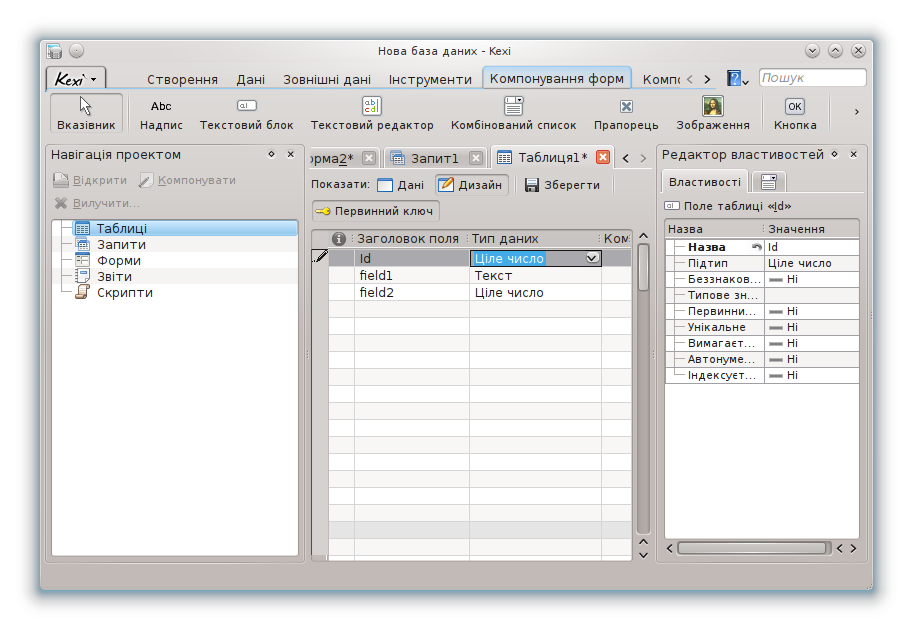 Нова база даних - Kexi
Kexi
Створення Дані Зовнішні дані Інструменти Компонування форм Комп
Пошук
Вказівник
Abc Надпис
Текстовий блок
Текстовий редактор
Комбінований список
Прапорець
Зображення
OK Кнопка
Навігація проектом
Відкрити Компонувати
Вилучити...
Таблиці
Запити
Форми
Звіти
Скрипти
орма2* Запит1 Таблиця1*
Показати: Дані Дизайн Зберегти
Первинний ключ
Заголовок поля Тип даних Ком
Id Ціле число
field1 Текст
field2 Ціле число
Редактор властивостей
Властивості
Поле таблиці «Id»
Назва Значення
Назва Id
Підтип Ціле число
Беззнаков... Ні
Типове зн...
Первинни... Ні
Унікальне Ні
Вимагаєт... Ні
Автонуме... Ні
Індексуєт... Ні